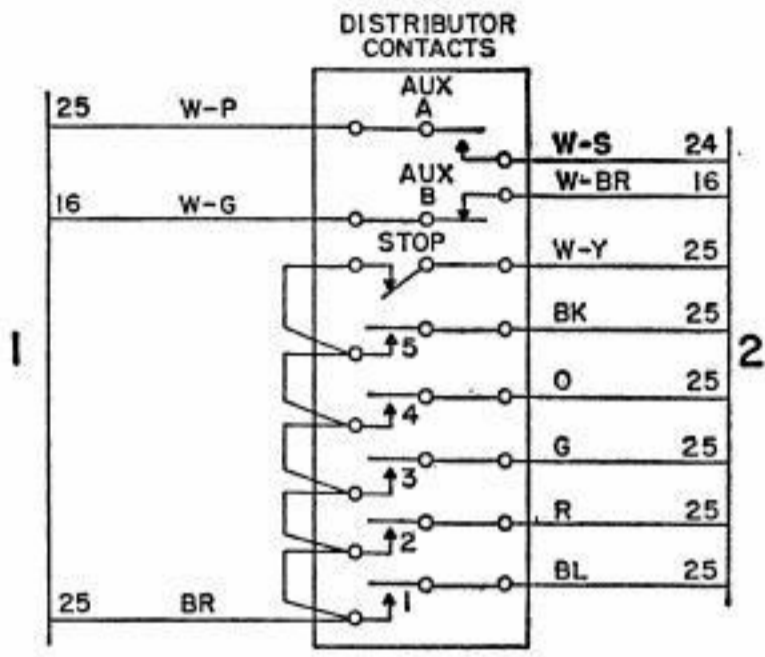 DISTRIBUTOR
CONTACTS
25 W-P
AUX
A
W-S 24
AUX
B
W-BR 16
16 W-G
STOP
W-Y 25
BK 25
5
1
2
O 25
4
G 25
3
R 25
2
BL 25
1
25 BR